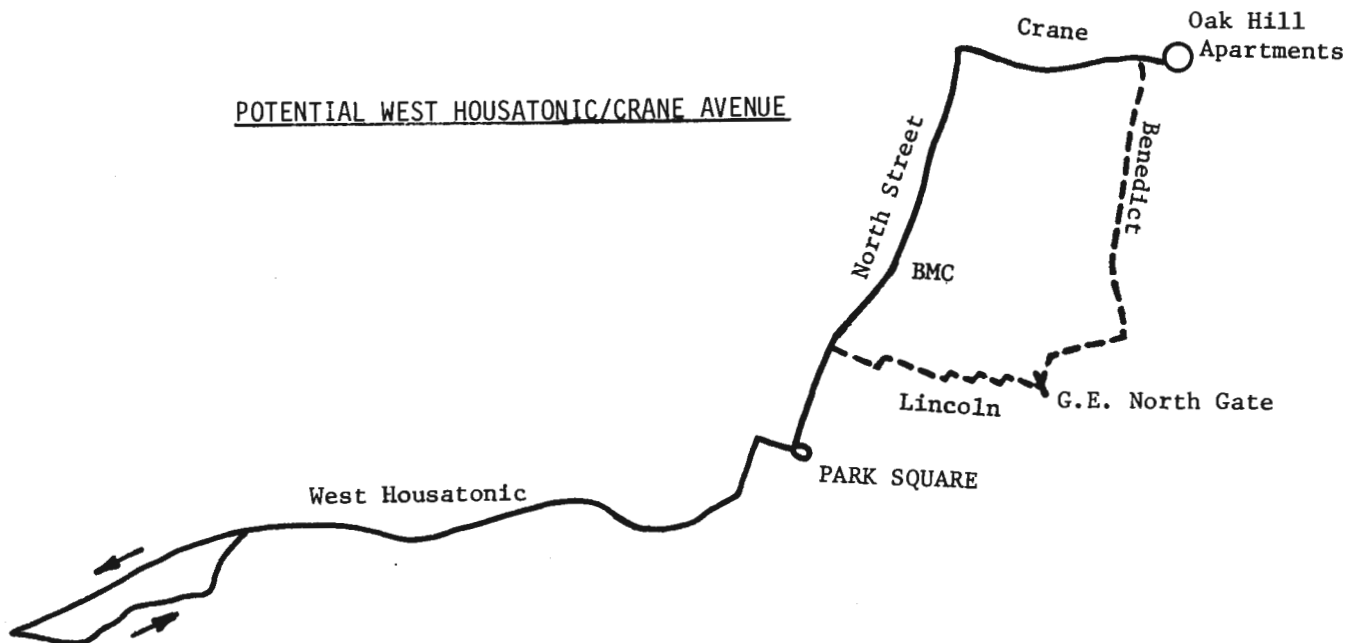 Crane
Oak Hill
Apartments
POTENTIAL WEST HOUSATONIC/CRANE AVENUE
Benedict
North Street
BMC
Lincoln
G.E. North Gate
PARK SQUARE
West Housatonic